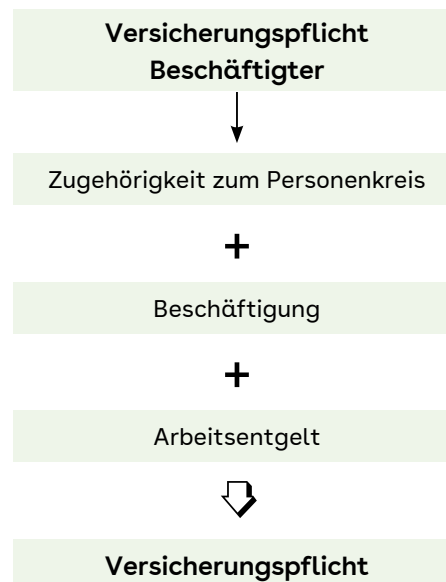 Versicherungspflicht
Beschäftigter
Zugehörigkeit zum Personenkreis
+
Beschäftigung
+
Arbeitsentgelt
Versicherungspflicht